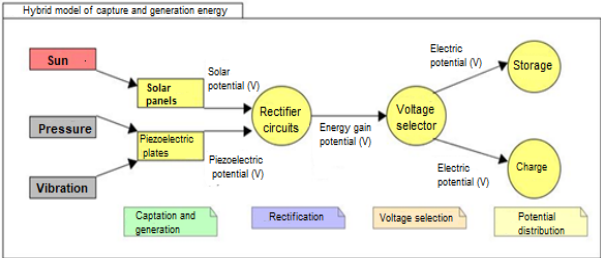 Hybrid model of capture and generation energy
Sun
Solar
panels
Solar
potential (V)
Pressure
Piezoelectric
plates
Piezoelectric
potential (V)
Vibration
Rectifier
circuits
Energy gain
potential (V)
Voltage
selector
Electric
potential (V)
Storage
Electric
potential (V)
Charge
Captation and
generation
Rectification
Voltage selection
Potential
distribution